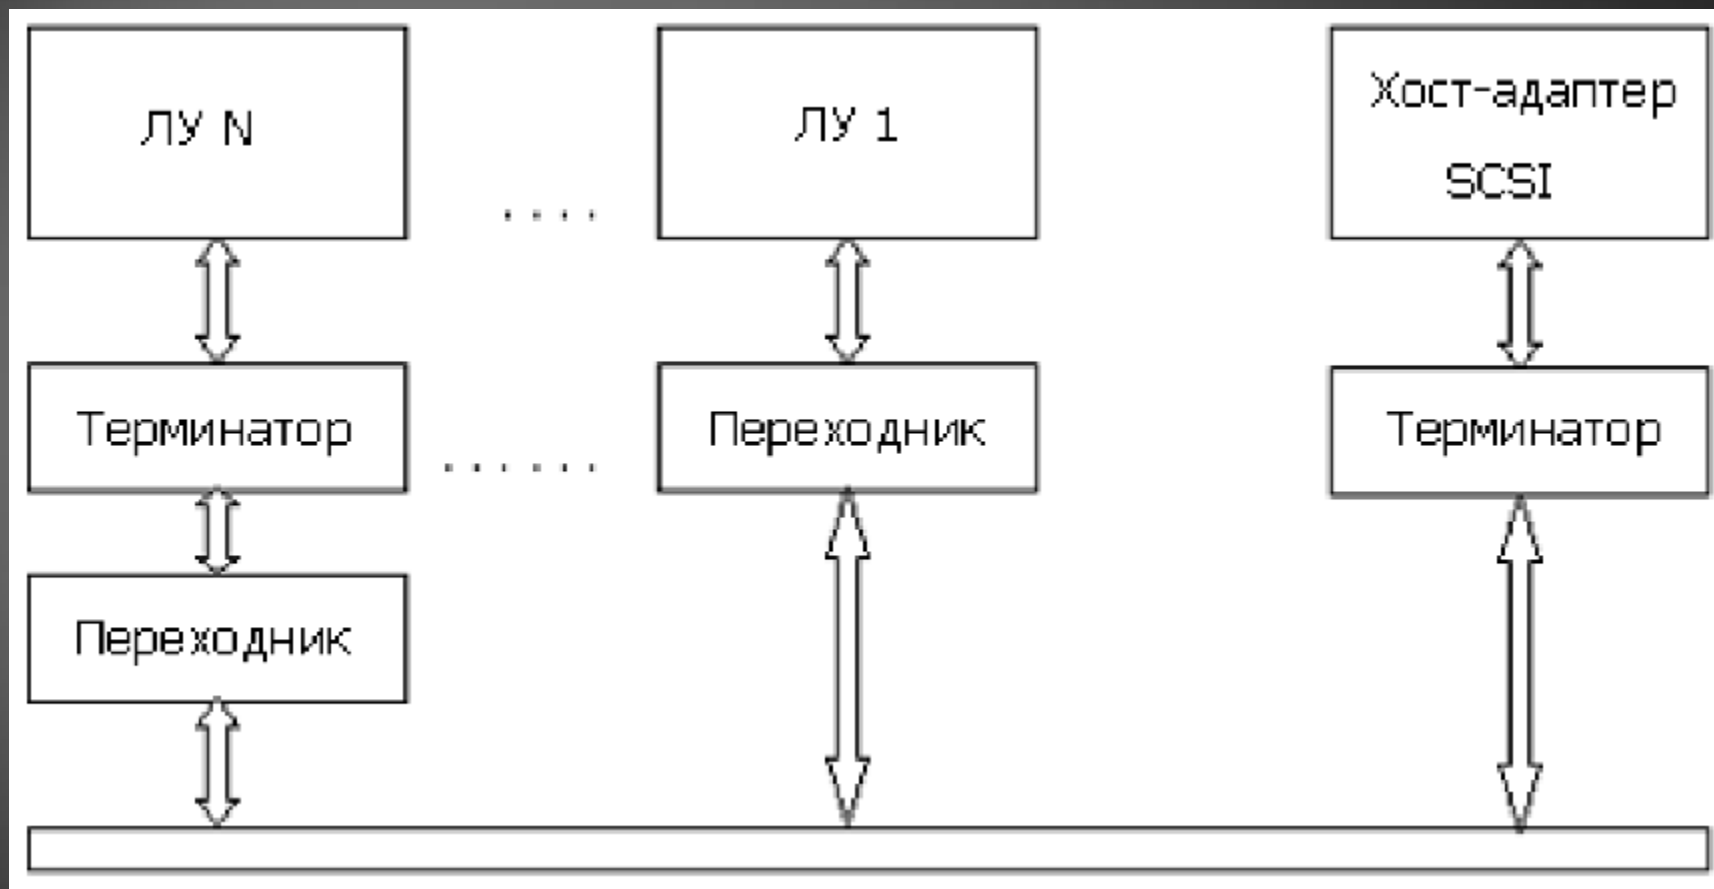 ЛУ N
ЛУ 1
Хост-адаптер
SCSI
. . . .
Терминатор
Переходник
Терминатор
. . . . . .
Переходник